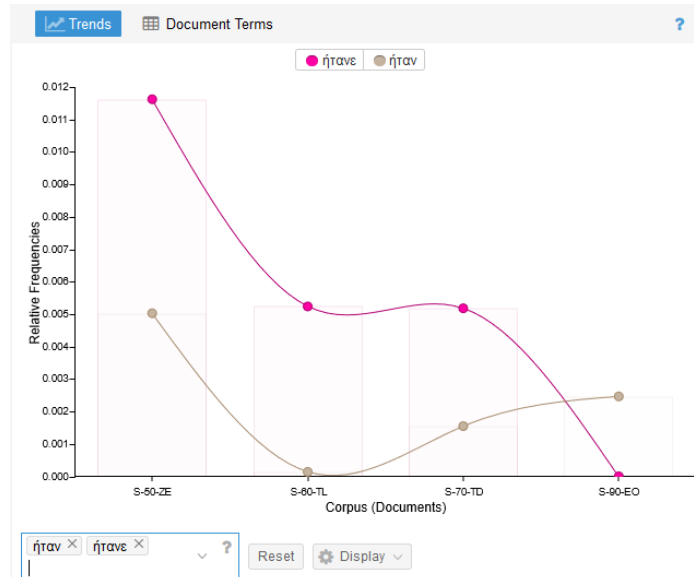 Trends Document Terms ?
ήτανε ήταν
0.012
0.011
0.010
0.009
0.008
0.007
0.006
0.005
0.004
0.003
0.002
0.001
0.000
Relative Frequencies
S-50-ZE S-60-TL S-70-TD S-90-EO
Corpus (Documents)
ήταν × ήτανε × ? Reset Display